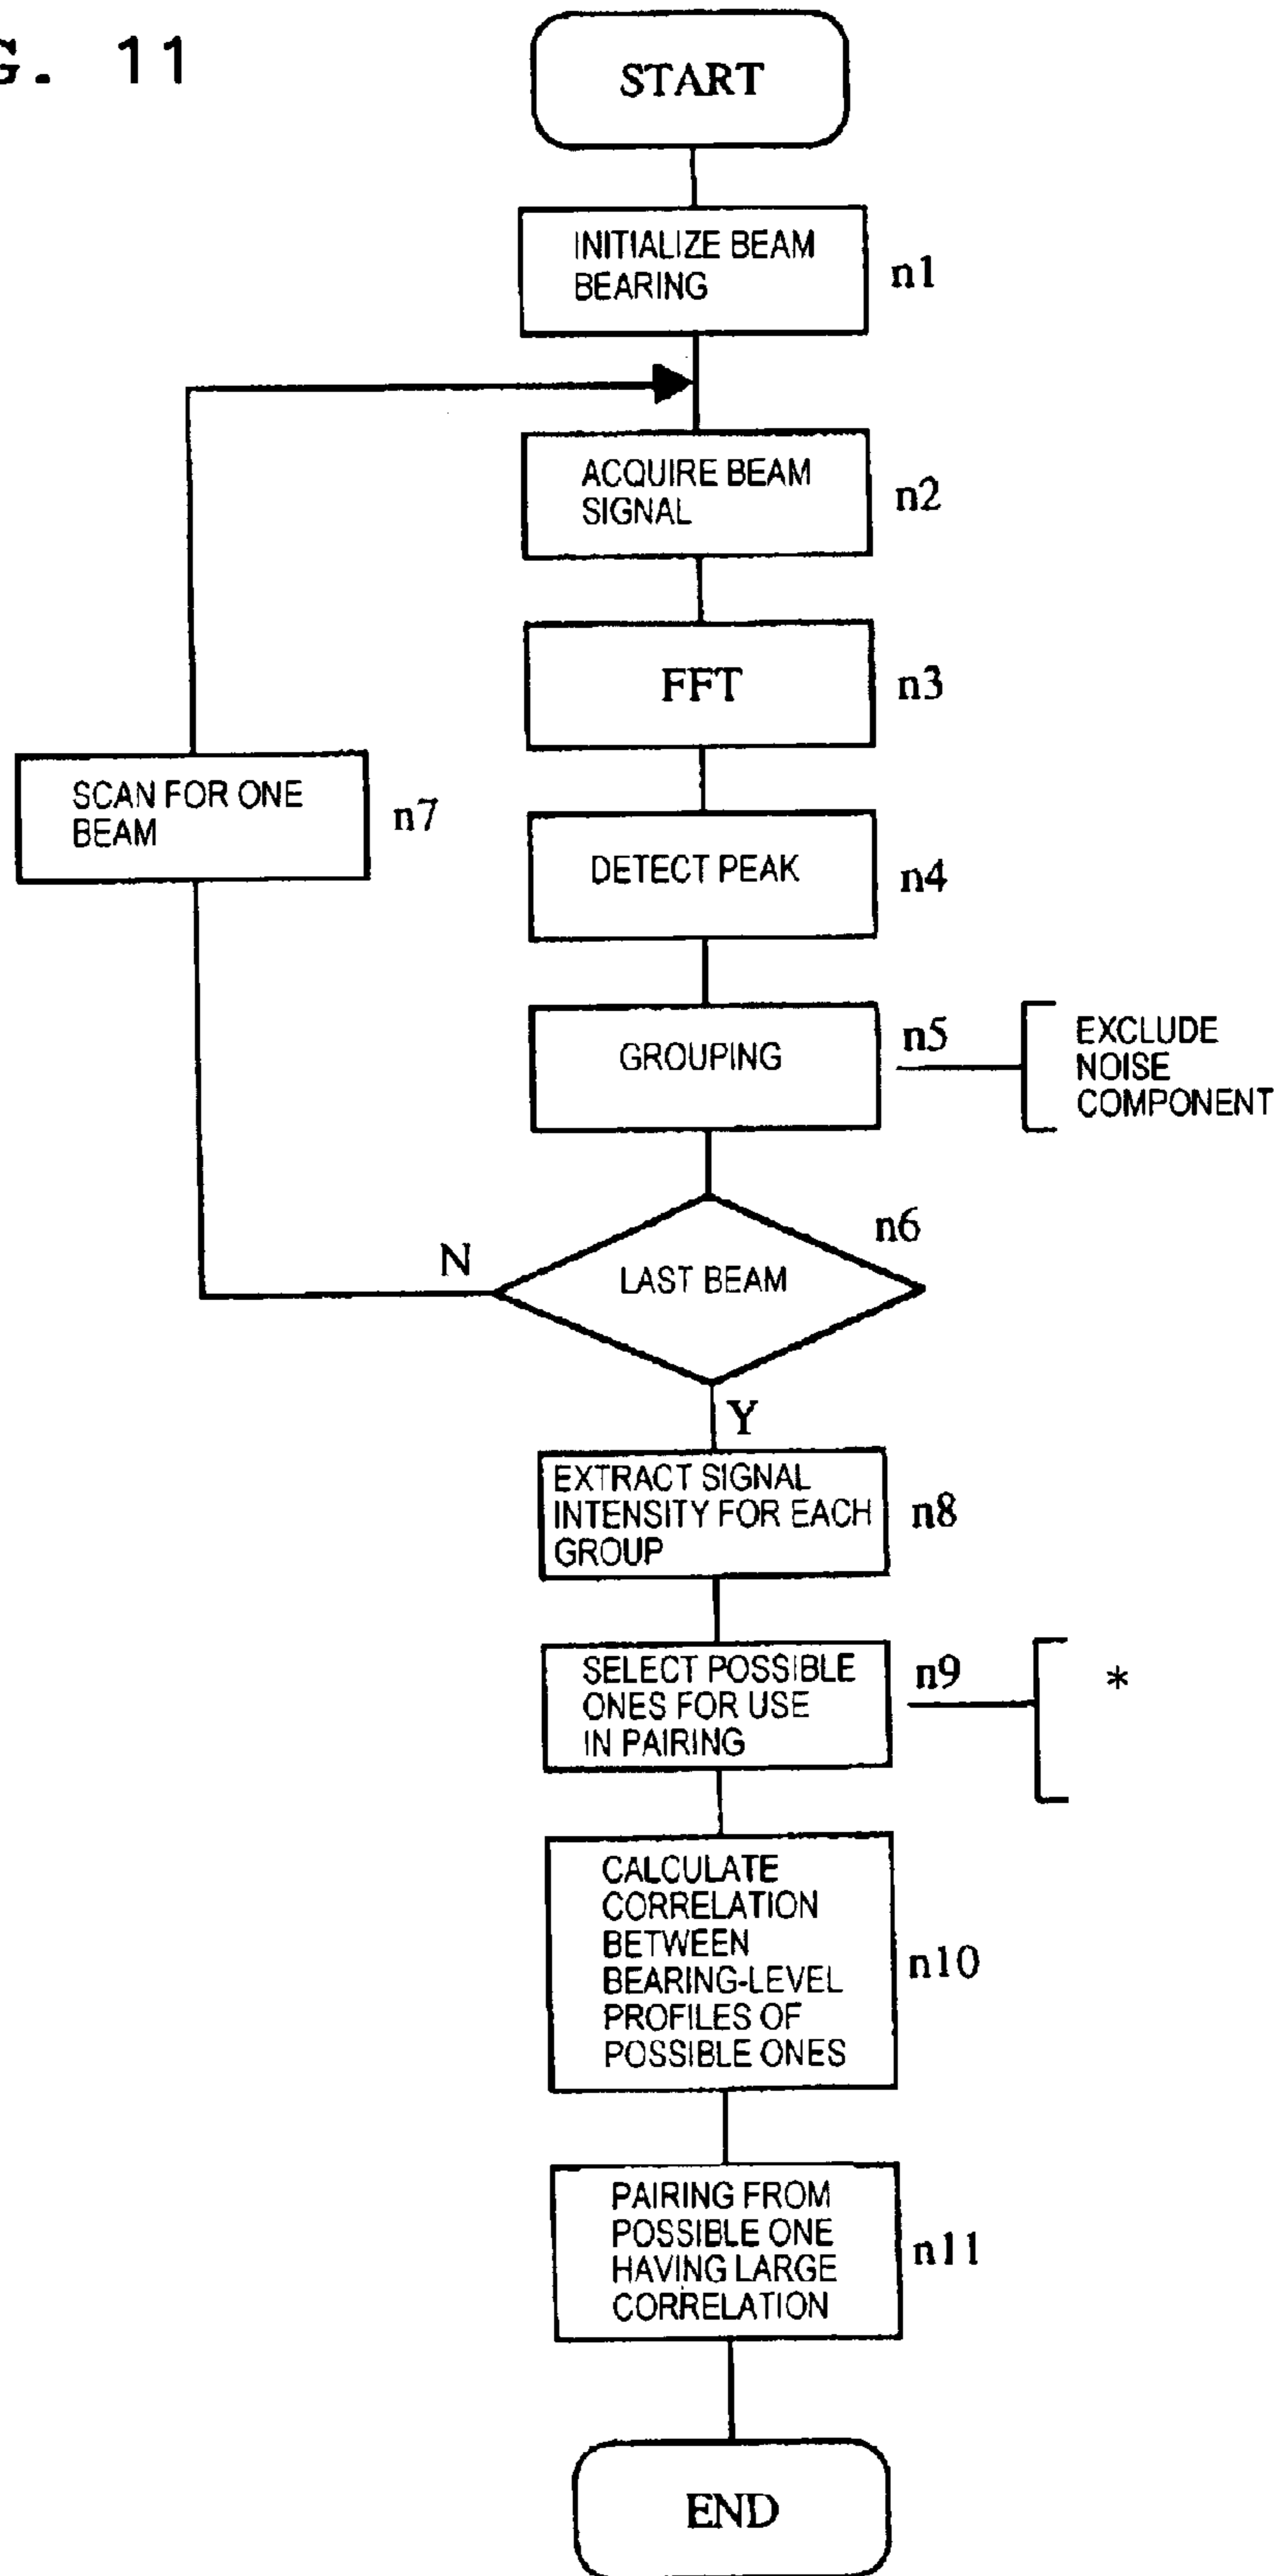 G. 11
START
INITIALIZE BEAM
BEARING
n1
ACQUIRE BEAM
SIGNAL
n2
FFT
n3
SCAN FOR ONE
BEAM
n7
DETECT PEAK
n4
GROUPING
n5
EXCLUDE
NOISE
COMPONENT
n6
N
LAST BEAM
Y
EXTRACT SIGNAL
INTENSITY FOR EACH
GROUP
n8
SELECT POSSIBLE
ONES FOR USE
IN PAIRING
n9
*
CALCULATE
CORRELATION
BETWEEN
BEARING-LEVEL
PROFILES OF
POSSIBLE ONES
n10
PAIRING FROM
POSSIBLE ONE
HAVING LARGE
CORRELATION
n11
END